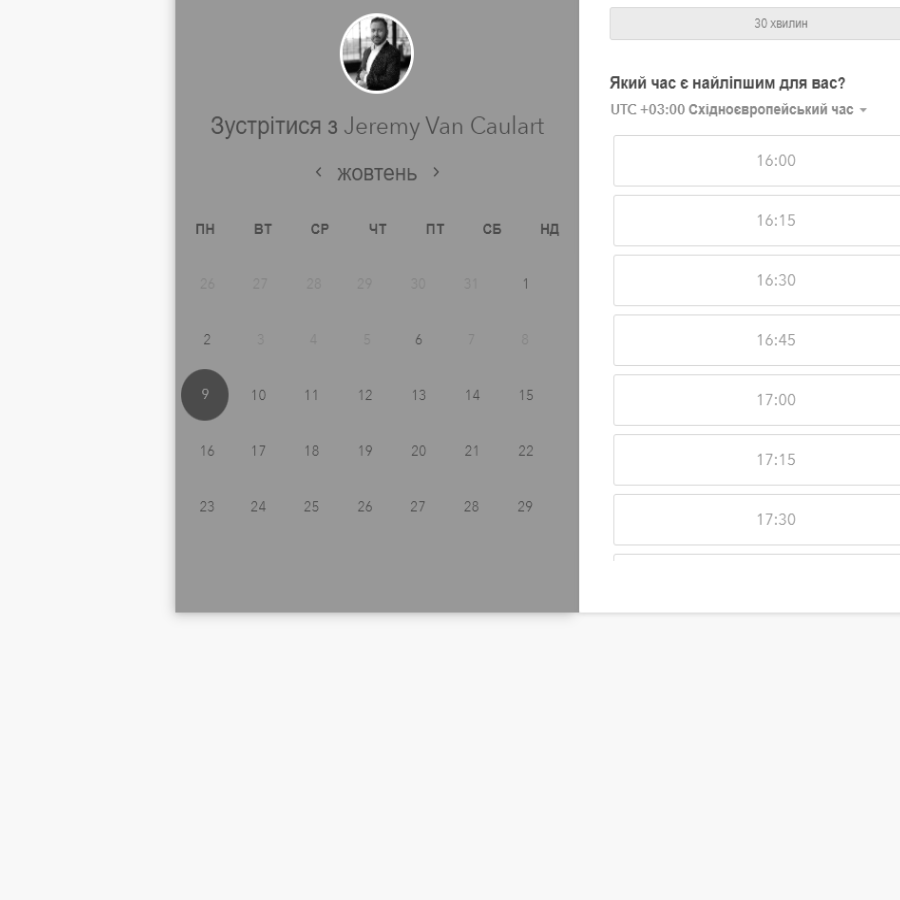 Зустрітися з Jeremy Van Caulart
жовтень
ПН ВТ СР ЧТ ПТ СБ НД
26 27 28 29 30 31 1
2 3 4 5 6 7 8
9 10 11 12 13 14 15
16 17 18 19 20 21 22
23 24 25 26 27 28 29
30 хвилин
Який час є найліпшим для вас?
UTC +03:00 Східноєвропейський час
16:00
16:15
16:30
16:45
17:00
17:15
17:30